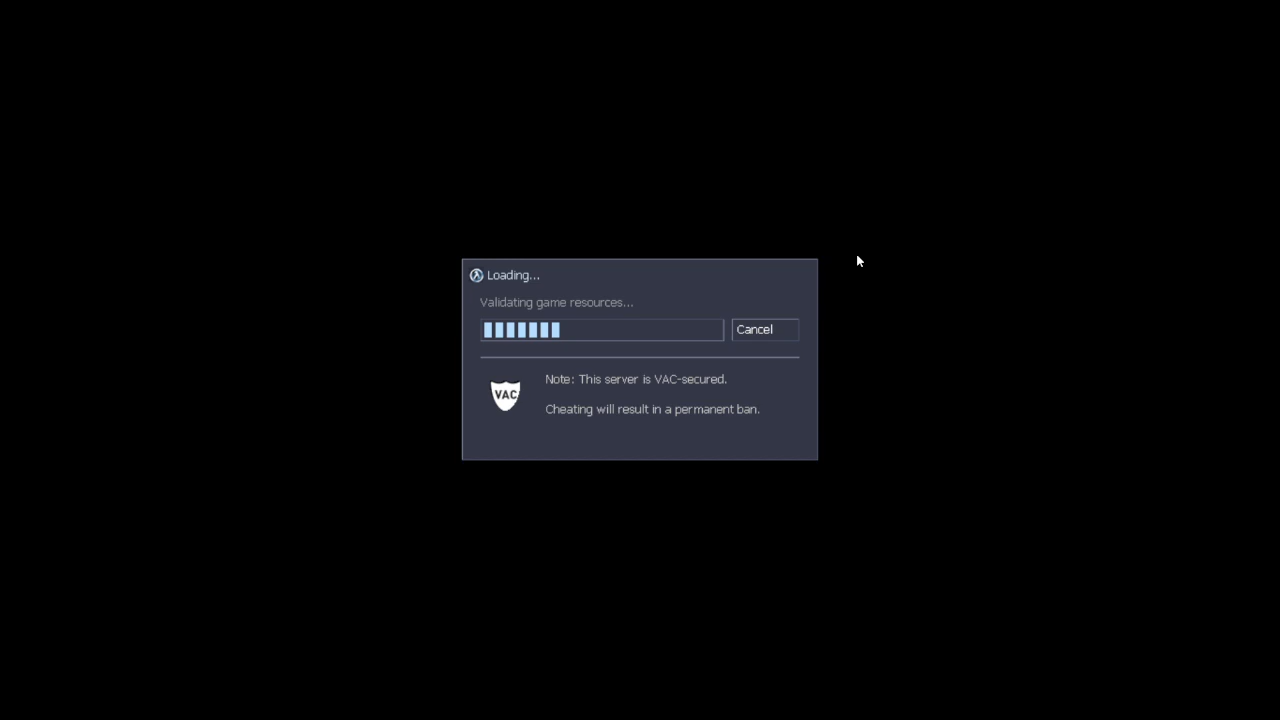 Loading...
Validating game resources...
Cancel
VAC
Note: This server is VAC-secured.
Cheating will result in a permanent ban.